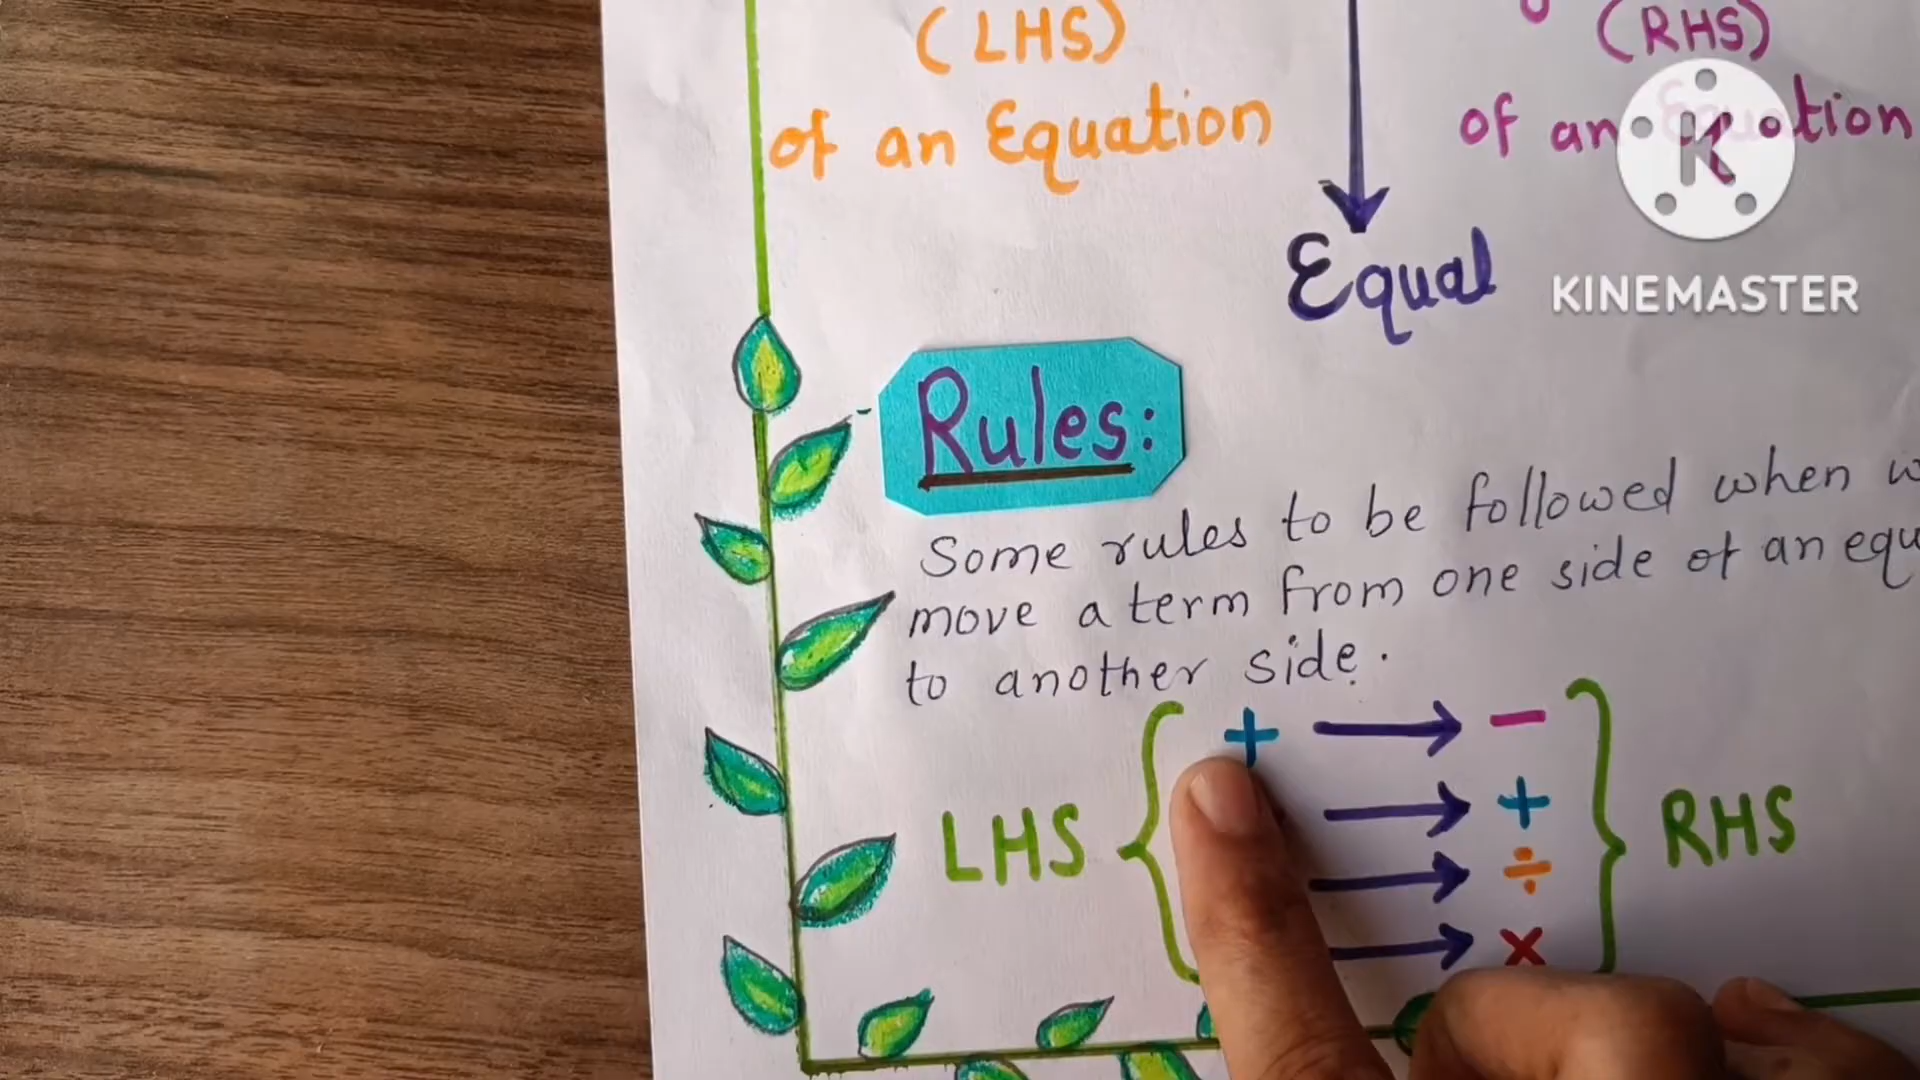 (LHS)
of an Equation
(RHS)
of an Equation
Equal
KINEMASTER
Rules:
Some rules to be followed when
move a term from one side of an
to another side.
LHS { + → - } RHS
→ +
→ ÷
→ ×